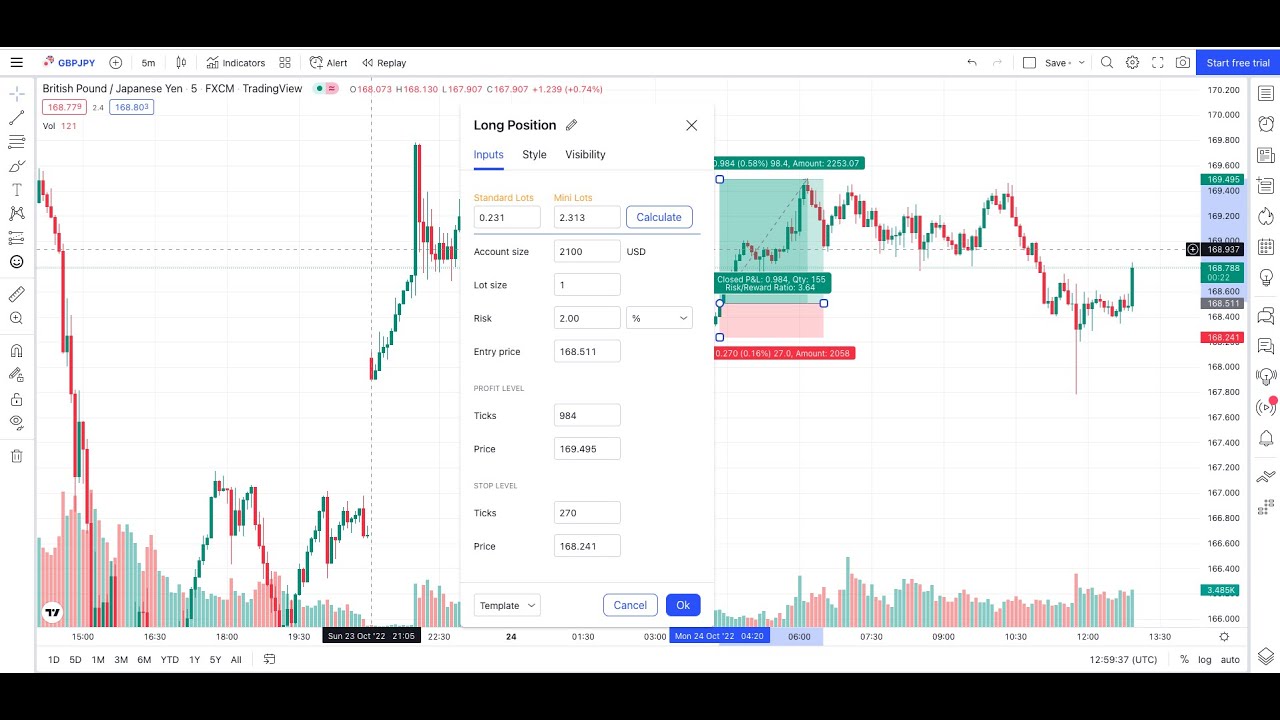 GBPJPY
5m
Indicators
Alert
Replay
Save
Start free trial
British Pound / Japanese Yen · 5 · FXCM · TradingView
O168.073 H168.130 L167.907 C167.907 +1.239 (+0.74%)
168.779 2.4 168.803
Vol 121
Long Position
Inputs Style Visibility
Standard Lots Mini Lots
0.231 2.313 Calculate
Account size 2100 USD
Lot size 1
Risk 2.00 %
Entry price 168.511
PROFIT LEVEL
Ticks 984
Price 169.495
STOP LEVEL
Ticks 270
Price 168.241
Template Cancel Ok
0.984 (0.58%) 98.4, Amount: 2253.07
Closed P&L: 0.984, Qty: 155
Risk/Reward Ratio: 3.64
0.270 (0.16%) 27.0, Amount: 2058
170.200
169.900
169.600
169.495
169.400
169.200
169.000
168.937
168.788
00:22
168.600
168.511
168.400
168.241
168.000
167.800
167.600
167.400
167.200
167.000
166.800
166.600
166.400
166.200
3.485K
166.000
15:00 16:30 18:00 19:30 Sun 23 Oct '22 21:05 22:30 24 01:30 03:00 Mon 24 Oct '22 04:20 06:00 07:30 09:00 10:30 12:00 13:30
1D 5D 1M 3M 6M YTD 1Y 5Y All
12:59:37 (UTC) % log auto